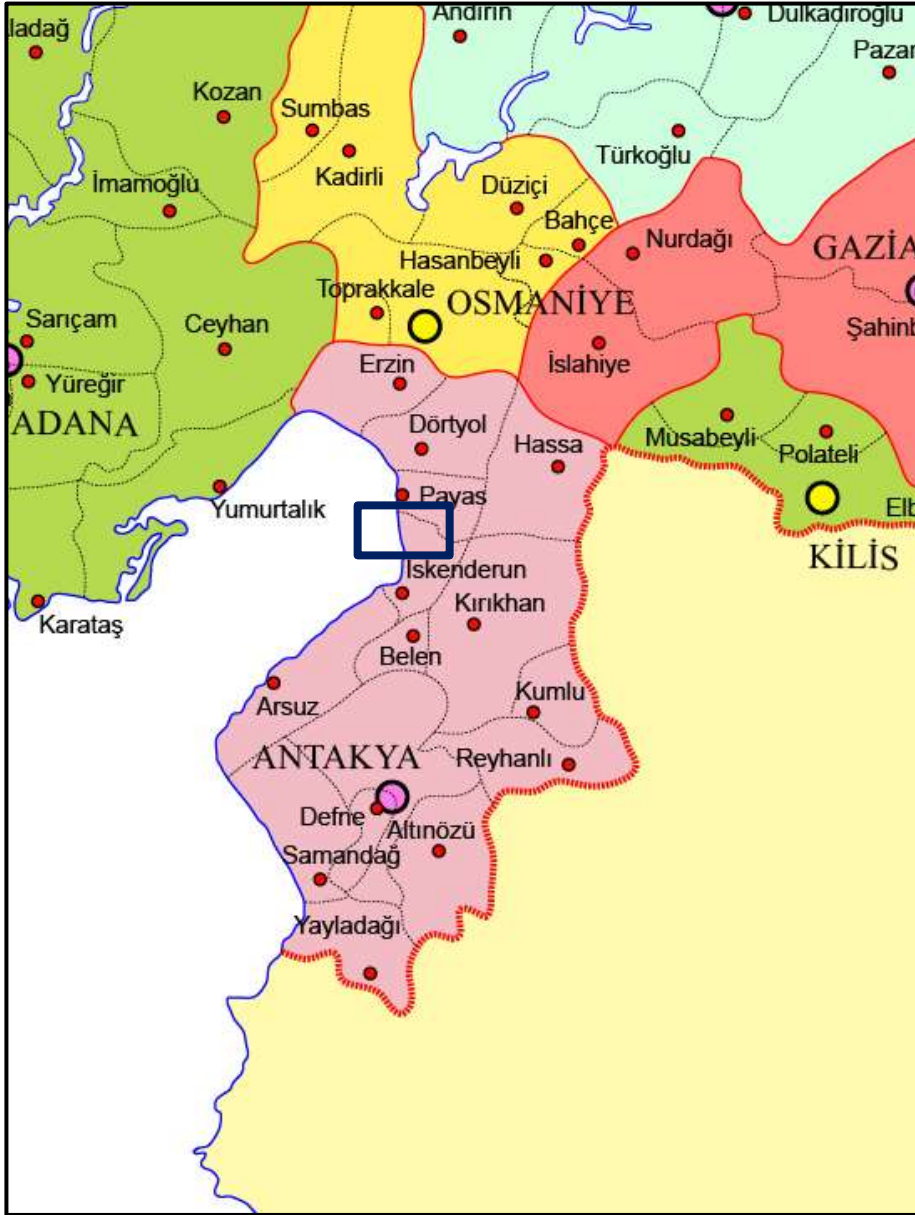 Andırın
Dulkadiroğlu
ladağ
Pazar
Kozan
Sumbas
Türkoğlu
Kadirli
İmamoğlu
Düziçi
Bahçe
Nurdağı
GAZİA
Hasanbeyli
Toprakkale
OSMANİYE
Sarıçam
Ceyhan
Şahinb
Erzin
İslahiye
Yüreğir
ADANA
Dörtyol
Hassa
Musabeyli
Polateli
Payas
Yumurtalık
Elb
KİLİS
İskenderun
Kırıkhan
Karataş
Belen
Kumlu
Arsuz
ANTAKYA
Reyhanlı
Defne
Altınözü
Samandağ
Yayladağı